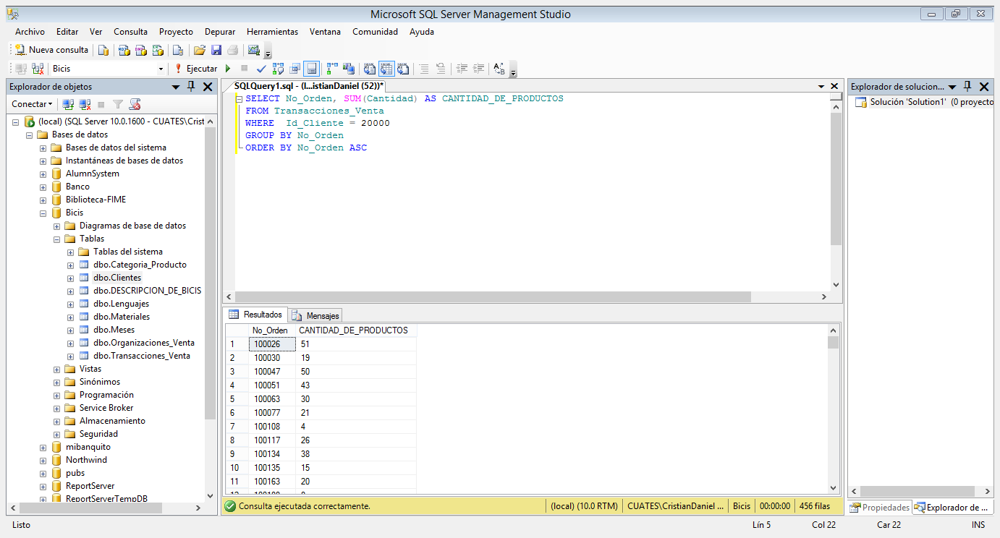 Microsoft SQL Server Management Studio
Archivo Editar Ver Consulta Proyecto Depurar Herramientas Ventana Comunidad Ayuda
Nueva consulta
Bicis
Ejecutar
Explorador de objetos
Conectar
(local) (SQL Server 10.0.1600 - CUATES\Crist
Bases de datos
Bases de datos del sistema
Instantáneas de bases de datos
AlumnSystem
Banco
Biblioteca-FIME
Bicis
Diagramas de base de datos
Tablas
Tablas del sistema
dbo.Categoria_Producto
dbo.Clientes
dbo.DESCRIPCION_DE_BICIS
dbo.Lenguajes
dbo.Materiales
dbo.Meses
dbo.Organizaciones_Venta
dbo.Transacciones_Venta
Vistas
Sinónimos
Programación
Service Broker
Almacenamiento
Seguridad
mibanquito
Northwind
pubs
ReportServer
ReportServerTempDB
SQLQuery1.sql - (l...istianDaniel (52))*
SELECT No_Orden, SUM(Cantidad) AS CANTIDAD_DE_PRODUCTOS
FROM Transacciones_Venta
WHERE  Id_Cliente = 20000
GROUP BY No_Orden
ORDER BY No_Orden ASC
Resultados Mensajes
No_Orden CANTIDAD_DE_PRODUCTOS
1 100026 51
2 100030 19
3 100047 50
4 100051 43
5 100063 30
6 100077 21
7 100108 4
8 100117 26
9 100134 38
10 100135 15
11 100163 20
Consulta ejecutada correctamente.
(local) (10.0 RTM) CUATES\CristianDaniel ... Bicis 00:00:00 456 filas
Explorador de solucion...
Solución 'Solution1' (0 proyecto
Propiedades Explorador de ...
Listo Lín 5 Col 22 Car 22 INS